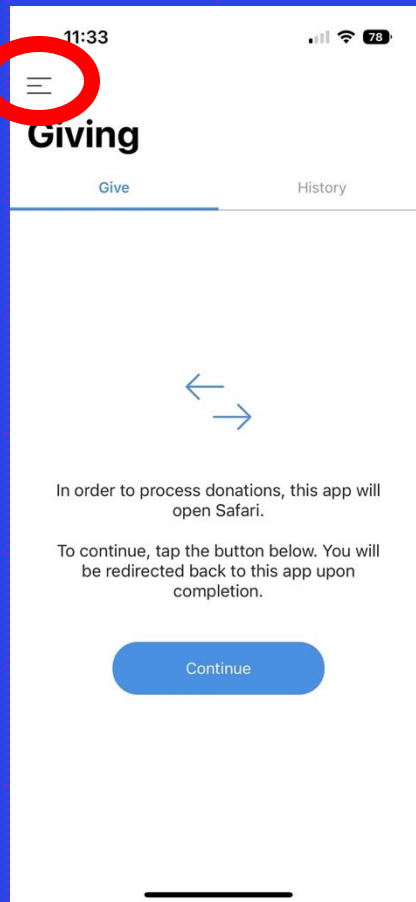 11:33
78
Giving
Give
History
In order to process donations, this app will
open Safari.
To continue, tap the button below. You will
be redirected back to this app upon
completion.
Continue